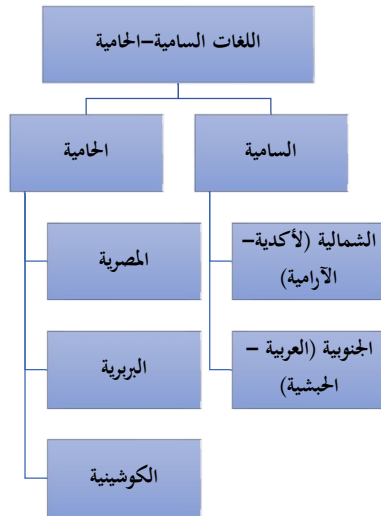 اللغات السامية-الحامية
السامية
الحامية
الشمالية (لأكدية-
الآرامية)
المصرية
الجنوبية (العربية -
الحبشية)
البربرية
الكوشينية